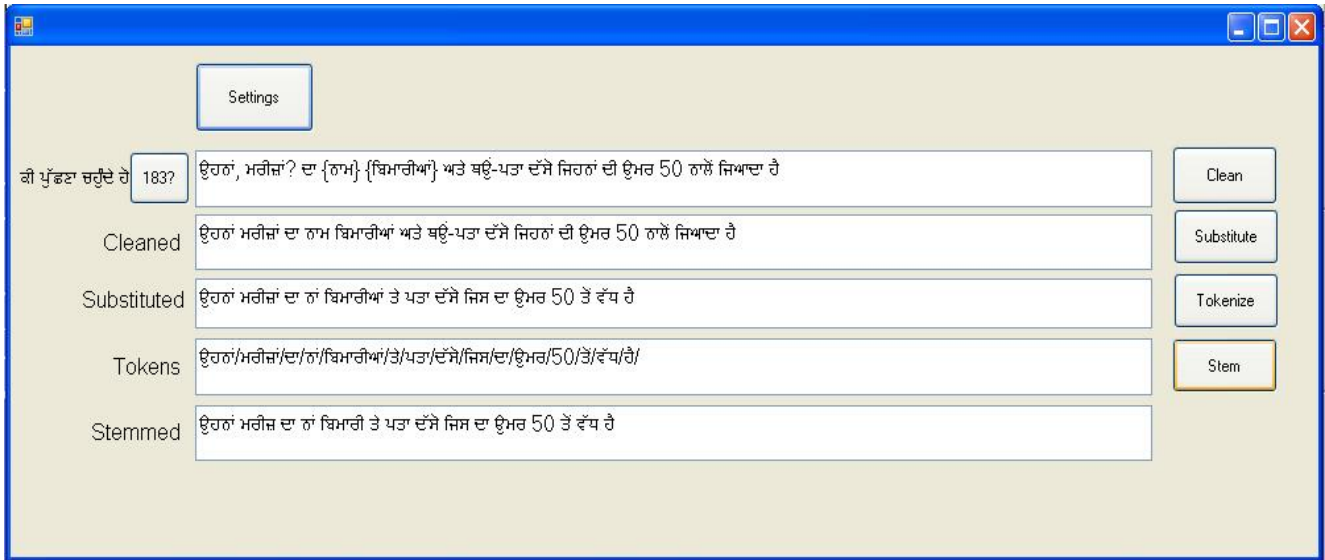 Settings
ਕੀ ਪੁੱਛਣਾ ਚਹੁੰਦੇ ਹੋ 183? ਉਹਨਾਂ, ਮਰੀਜ਼ਾਂ? ਦਾ {ਨਾਮ} {ਬਿਮਾਰੀਆਂ} ਅਤੇ ਥਉਂ-ਪਤਾ ਦੱਸੋ ਜਿਹਨਾਂ ਦੀ ਉਮਰ 50 ਨਾਲੋਂ ਜਿਆਦਾ ਹੈ Clean
Cleaned ਉਹਨਾਂ ਮਰੀਜ਼ਾਂ ਦਾ ਨਾਮ ਬਿਮਾਰੀਆਂ ਅਤੇ ਥਉਂ-ਪਤਾ ਦੱਸੋ ਜਿਹਨਾਂ ਦੀ ਉਮਰ 50 ਨਾਲੋਂ ਜਿਆਦਾ ਹੈ Substitute
Substituted ਉਹਨਾਂ ਮਰੀਜ਼ਾਂ ਦਾ ਨਾਂ ਬਿਮਾਰੀਆਂ ਤੇ ਪਤਾ ਦੱਸੋ ਜਿਸ ਦਾ ਉਮਰ 50 ਤੋਂ ਵੱਧ ਹੈ Tokenize
Tokens ਉਹਨਾਂ/ਮਰੀਜ਼ਾਂ/ਦਾ/ਨਾਂ/ਬਿਮਾਰੀਆਂ/ਤੇ/ਪਤਾ/ਦੱਸੋ/ਜਿਸ/ਦਾ/ਉਮਰ/50/ਤੋਂ/ਵੱਧ/ਹੈ/ Stem
Stemmed ਉਹਨਾਂ ਮਰੀਜ਼ ਦਾ ਨਾਂ ਬਿਮਾਰੀ ਤੇ ਪਤਾ ਦੱਸੋ ਜਿਸ ਦਾ ਉਮਰ 50 ਤੋਂ ਵੱਧ ਹੈ